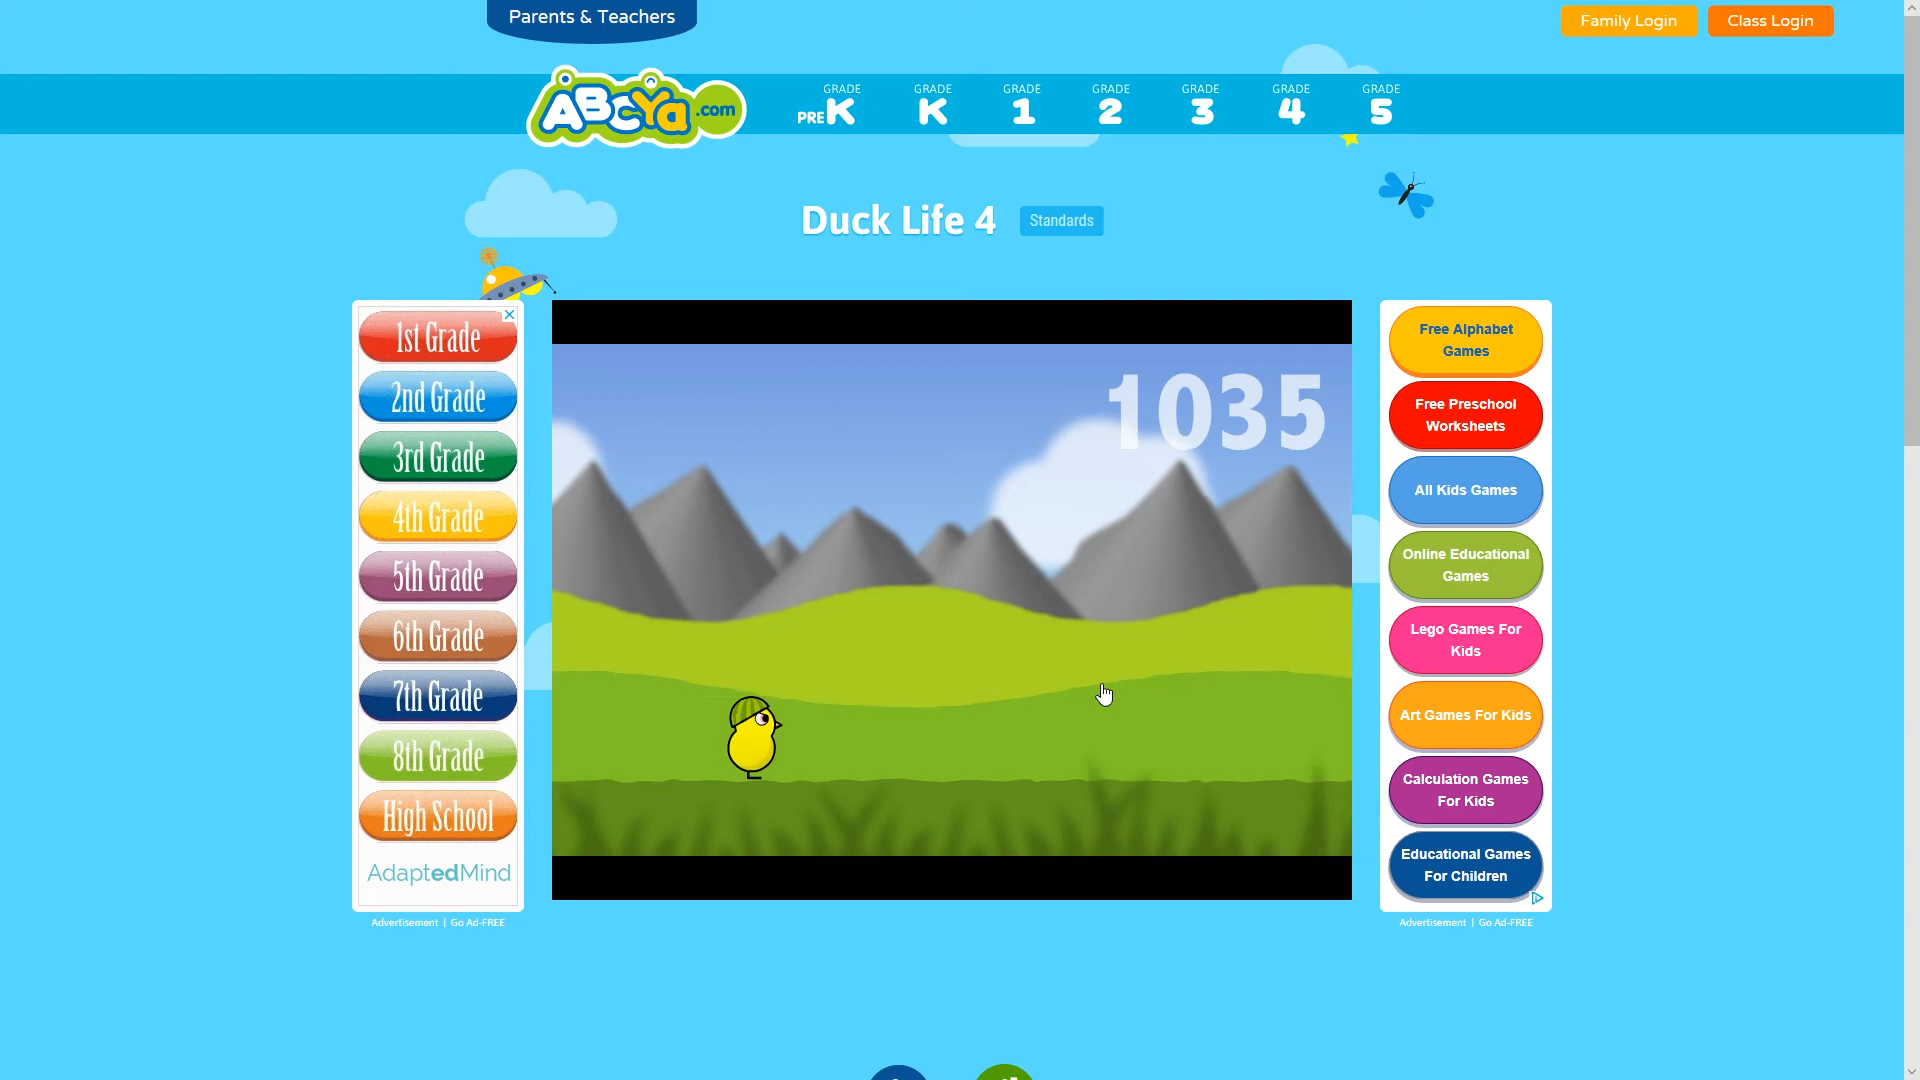 Parents & Teachers
Family Login
Class Login
ABCYa.com
GRADE
PRE K
GRADE
K
GRADE
1
GRADE
2
GRADE
3
GRADE
4
GRADE
5
Duck Life 4
Standards
1st Grade
2nd Grade
3rd Grade
4th Grade
5th Grade
6th Grade
7th Grade
8th Grade
High School
AdaptedMind
Advertisement | Go Ad-FREE
1035
Free Alphabet
Games
Free Preschool
Worksheets
All Kids Games
Online Educational
Games
Lego Games For
Kids
Art Games For Kids
Calculation Games
For Kids
Educational Games
For Children
Advertisement | Go Ad-FREE